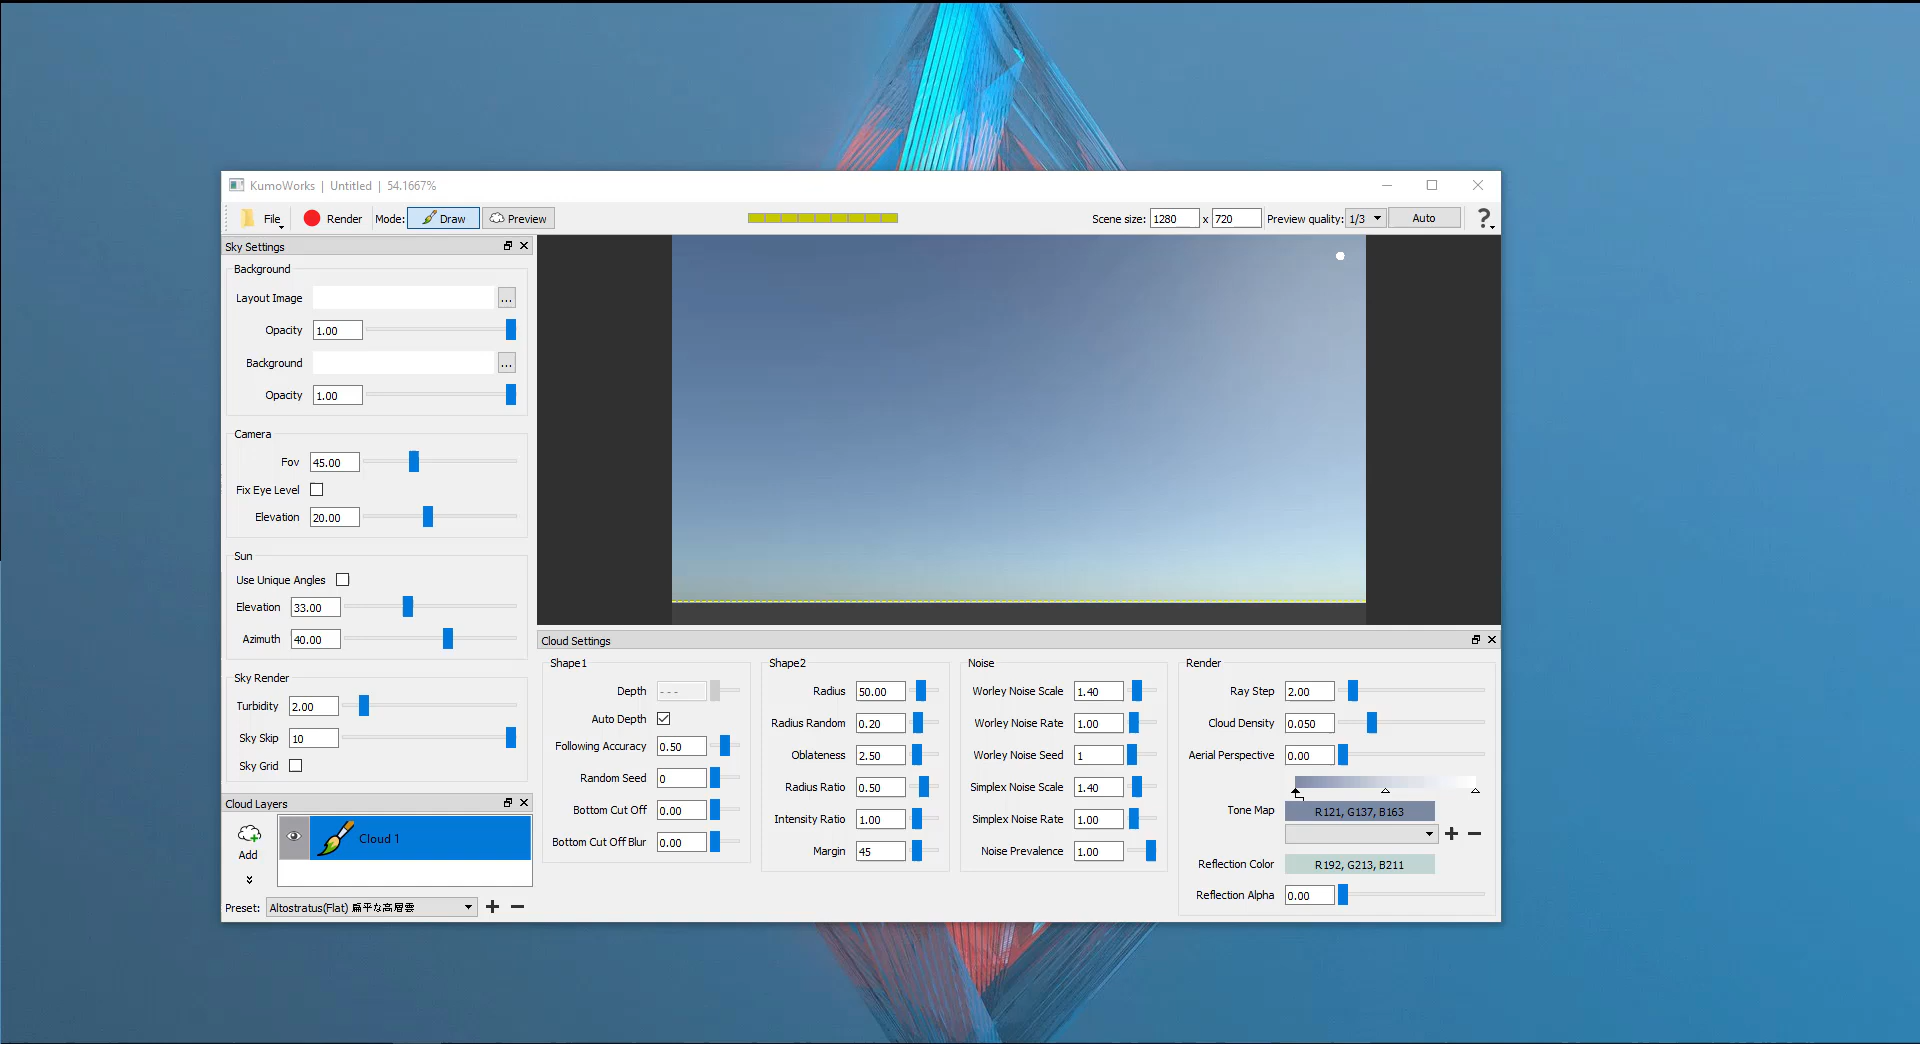 KumoWorks | Untitled | 54.1667%
File Render Mode: Draw Preview Scene size: 1280 x 720 Preview quality: 1/3 Auto ?
Sky Settings
Background
Layout Image ...
Opacity 1.00
Background ...
Opacity 1.00
Camera
Fov 45.00
Fix Eye Level
Elevation 20.00
Sun
Use Unique Angles
Elevation 33.00
Azimuth 40.00
Sky Render
Turbidity 2.00
Sky Skip 10
Sky Grid
Cloud Layers
Add
Cloud 1
Preset: Altostratus(Flat) 扁平な高層雲
Cloud Settings
Shape1
Depth ---
Auto Depth
Following Accuracy 0.50
Random Seed 0
Bottom Cut Off 0.00
Bottom Cut Off Blur 0.00
Shape2
Radius 50.00
Radius Random 0.20
Oblateness 2.50
Radius Ratio 0.50
Intensity Ratio 1.00
Margin 45
Noise
Worley Noise Scale 1.40
Worley Noise Rate 1.00
Worley Noise Seed 1
Simplex Noise Scale 1.40
Simplex Noise Rate 1.00
Noise Prevalence 1.00
Render
Ray Step 2.00
Cloud Density 0.050
Aerial Perspective 0.00
Tone Map R121, G137, B163
Reflection Color R192, G213, B211
Reflection Alpha 0.00